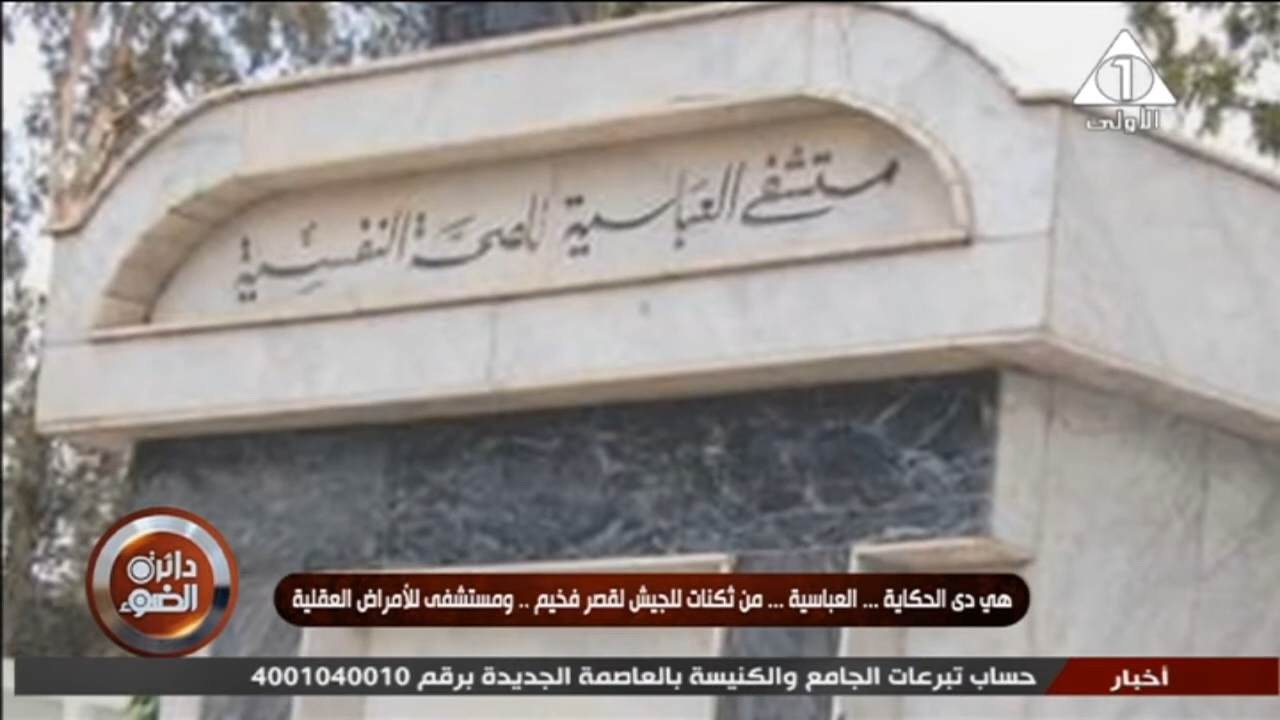 1
الأولى
مستشفى العباسية للصحة النفسية
دائرة
الضوء
هي دى الحكاية ... العباسية ... من ثكنات للجيش لقصر فخيم .. ومستشفى للأمراض العقلية
أخبار
حساب تبرعات الجامع والكنيسة بالعاصمة الجديدة برقم 4001040010